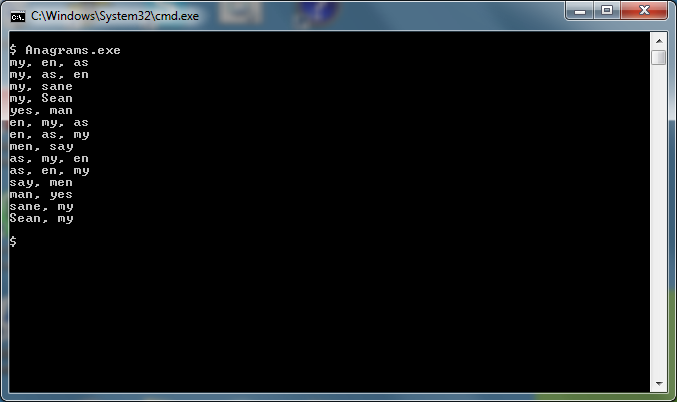 C:\Windows\System32\cmd.exe
$ Anagrams.exe
my, en, as
my, as, en
my, sane
my, Sean
yes, man
en, my, as
en, as, my
men, say
as, my, en
as, en, my
say, men
man, yes
sane, my
Sean, my
$